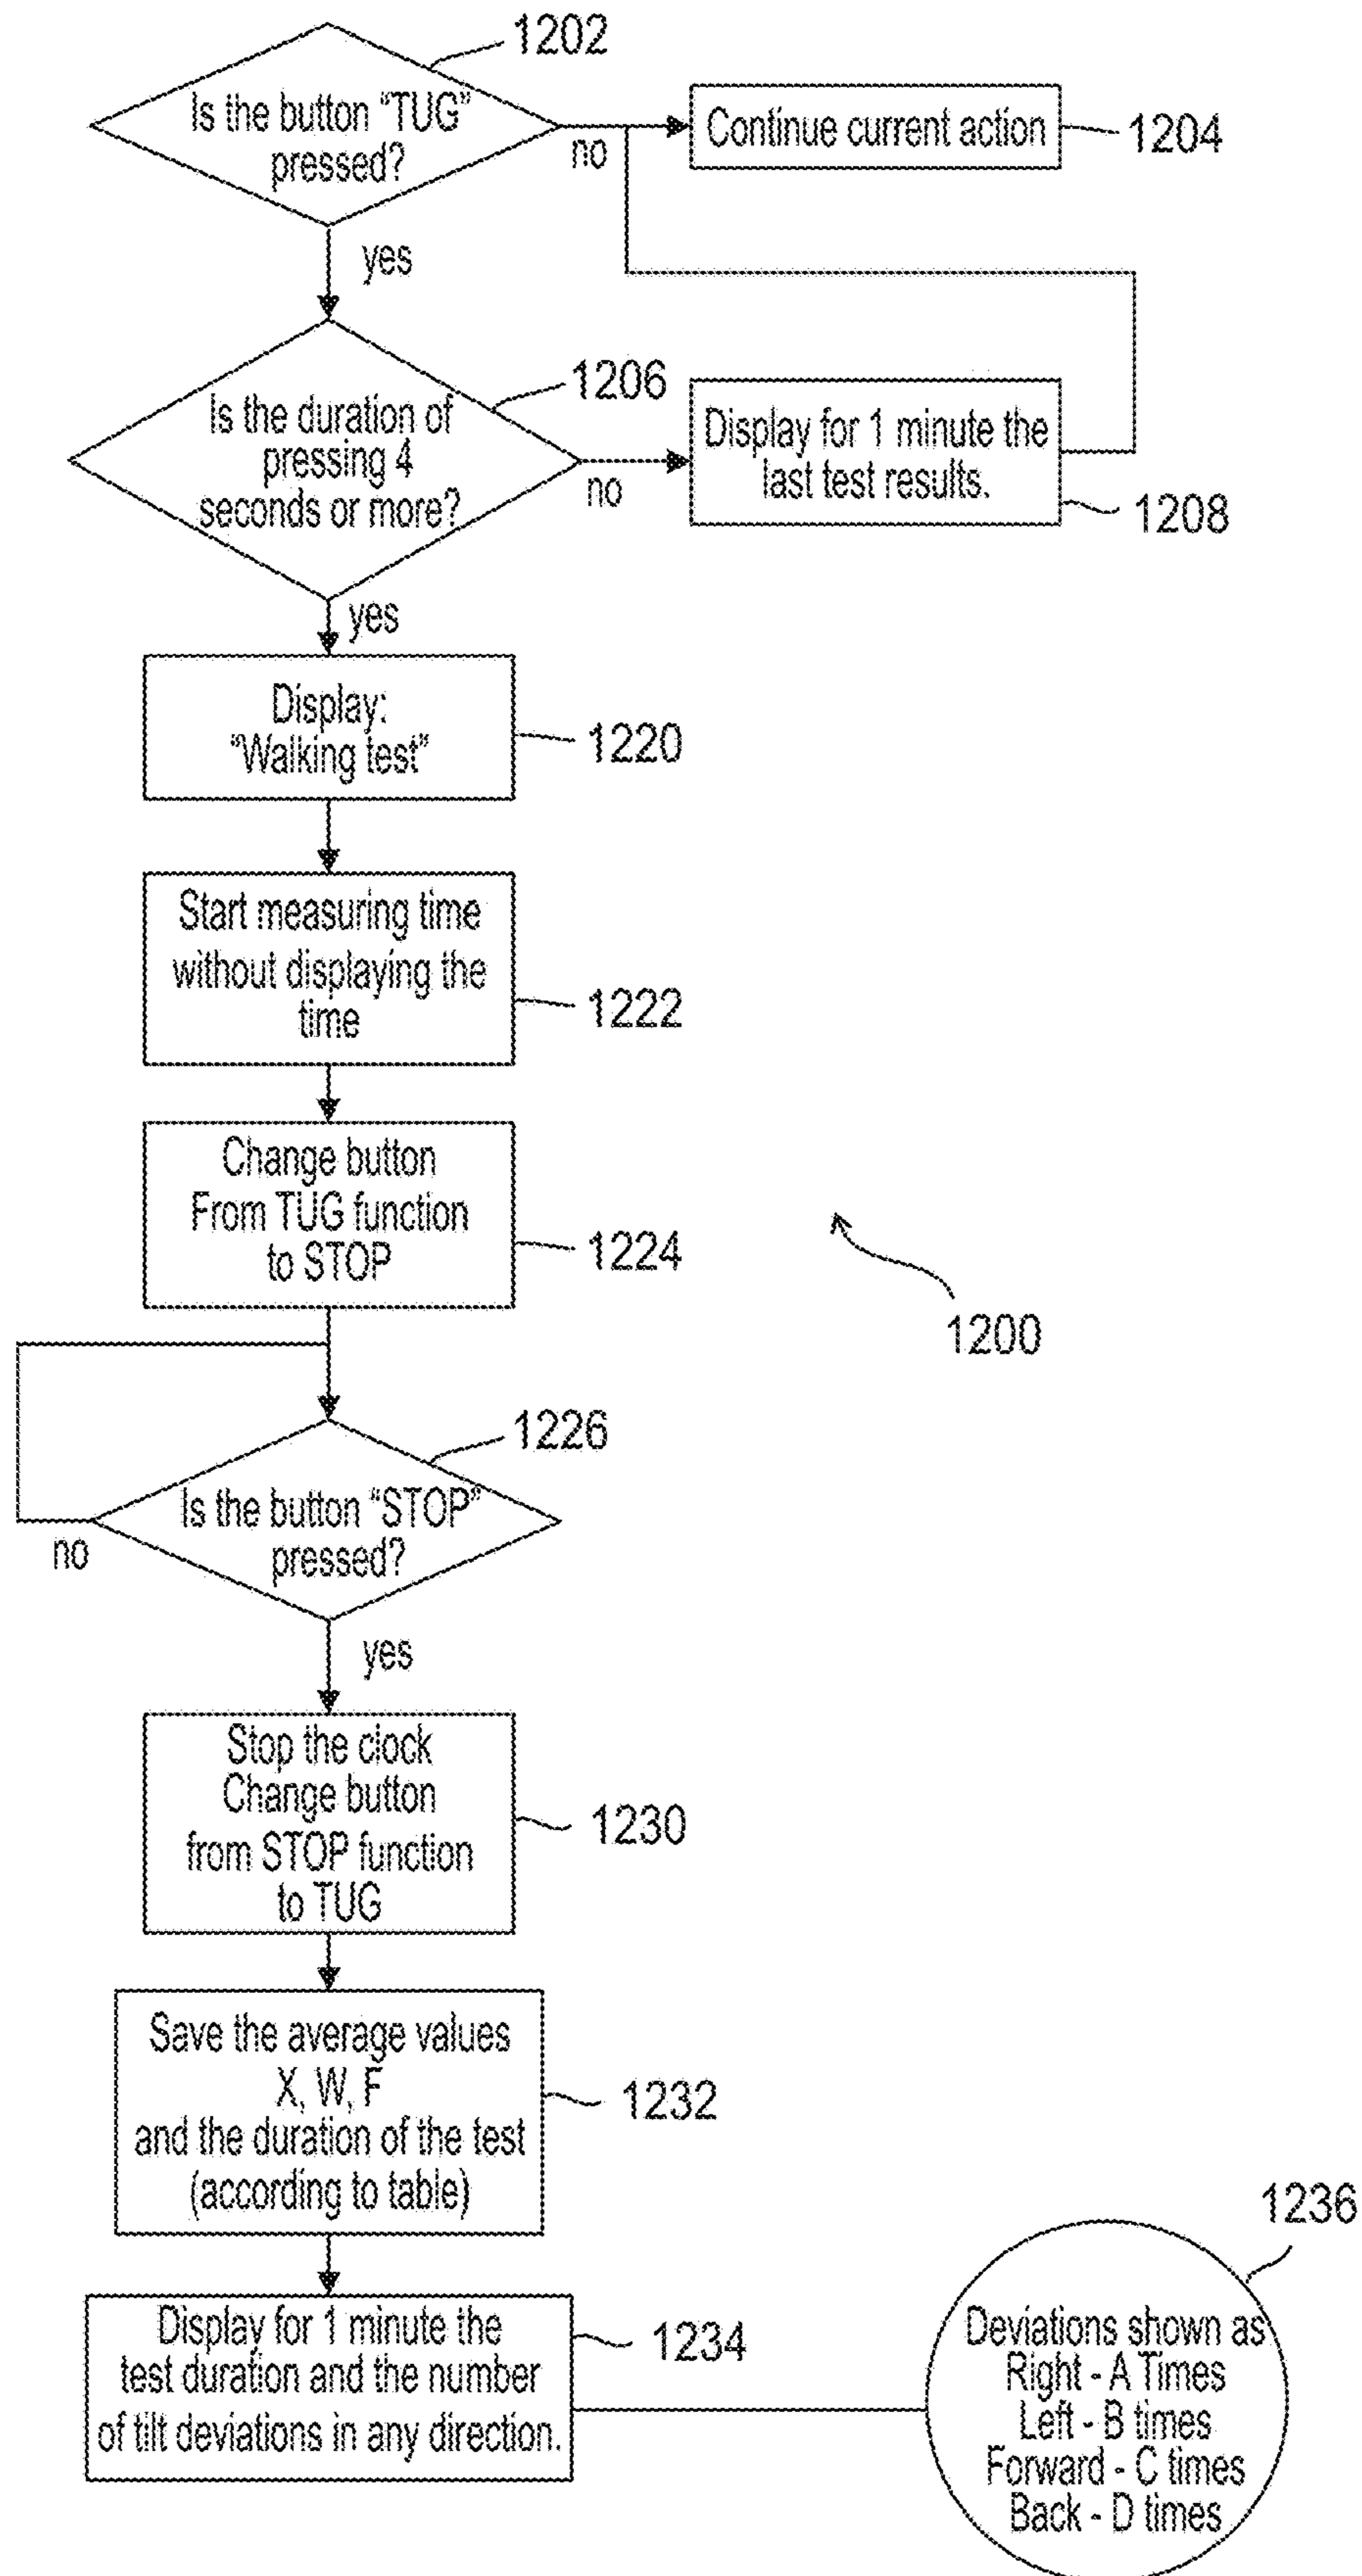 1202
Is the button “TUG”
pressed?
no
Continue current action
1204
yes
1206
Is the duration of
pressing 4
seconds or more?
no
Display for 1 minute the
last test results.
1208
yes
Display:
“Walking test”
1220
Start measuring time
without displaying the
time
1222
Change button
From TUG function
to STOP
1224
1200
1226
Is the button “STOP”
pressed?
no
yes
Stop the clock
Change button
from STOP function
to TUG
1230
Save the average values
X, W, F
and the duration of the test
(according to table)
1232
Display for 1 minute the
test duration and the number
of tilt deviations in any direction.
1234
1236
Deviations shown as
Right - A Times
Left - B times
Forward - C times
Back - D times